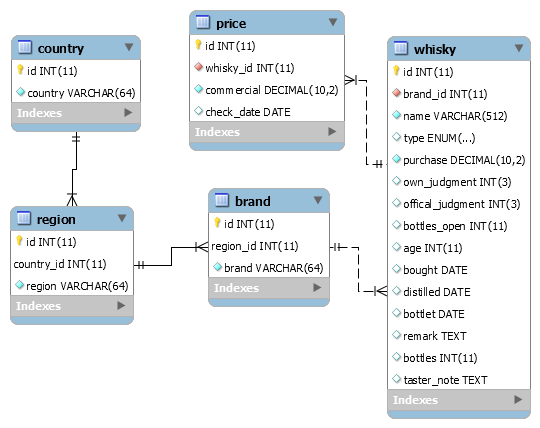 country
id INT(11)
country VARCHAR(64)
Indexes
price
id INT(11)
whisky_id INT(11)
commercial DECIMAL(10,2)
check_date DATE
Indexes
whisky
id INT(11)
brand_id INT(11)
name VARCHAR(512)
type ENUM(...)
purchase DECIMAL(10,2)
own_judgment INT(3)
offical_judgment INT(3)
bottles_open INT(11)
age INT(11)
bought DATE
distilled DATE
bottlet DATE
remark TEXT
bottles INT(11)
taster_note TEXT
Indexes
region
id INT(11)
country_id INT(11)
region VARCHAR(64)
Indexes
brand
id INT(11)
region_id INT(11)
brand VARCHAR(64)
Indexes